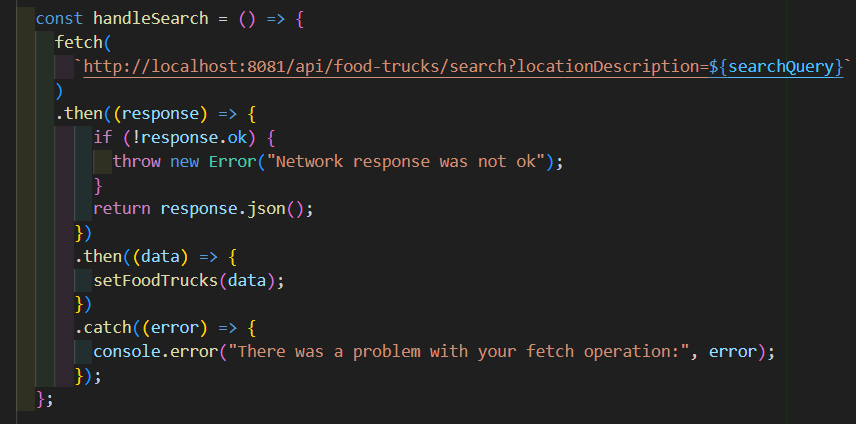 const handleSearch = () => {
fetch(
`http://localhost:8081/api/food-trucks/search?locationDescription=${searchQuery}`
)
.then((response) => {
if (!response.ok) {
throw new Error("Network response was not ok");
}
return response.json();
})
.then((data) => {
setFoodTrucks(data);
})
.catch((error) => {
console.error("There was a problem with your fetch operation:", error);
});
};